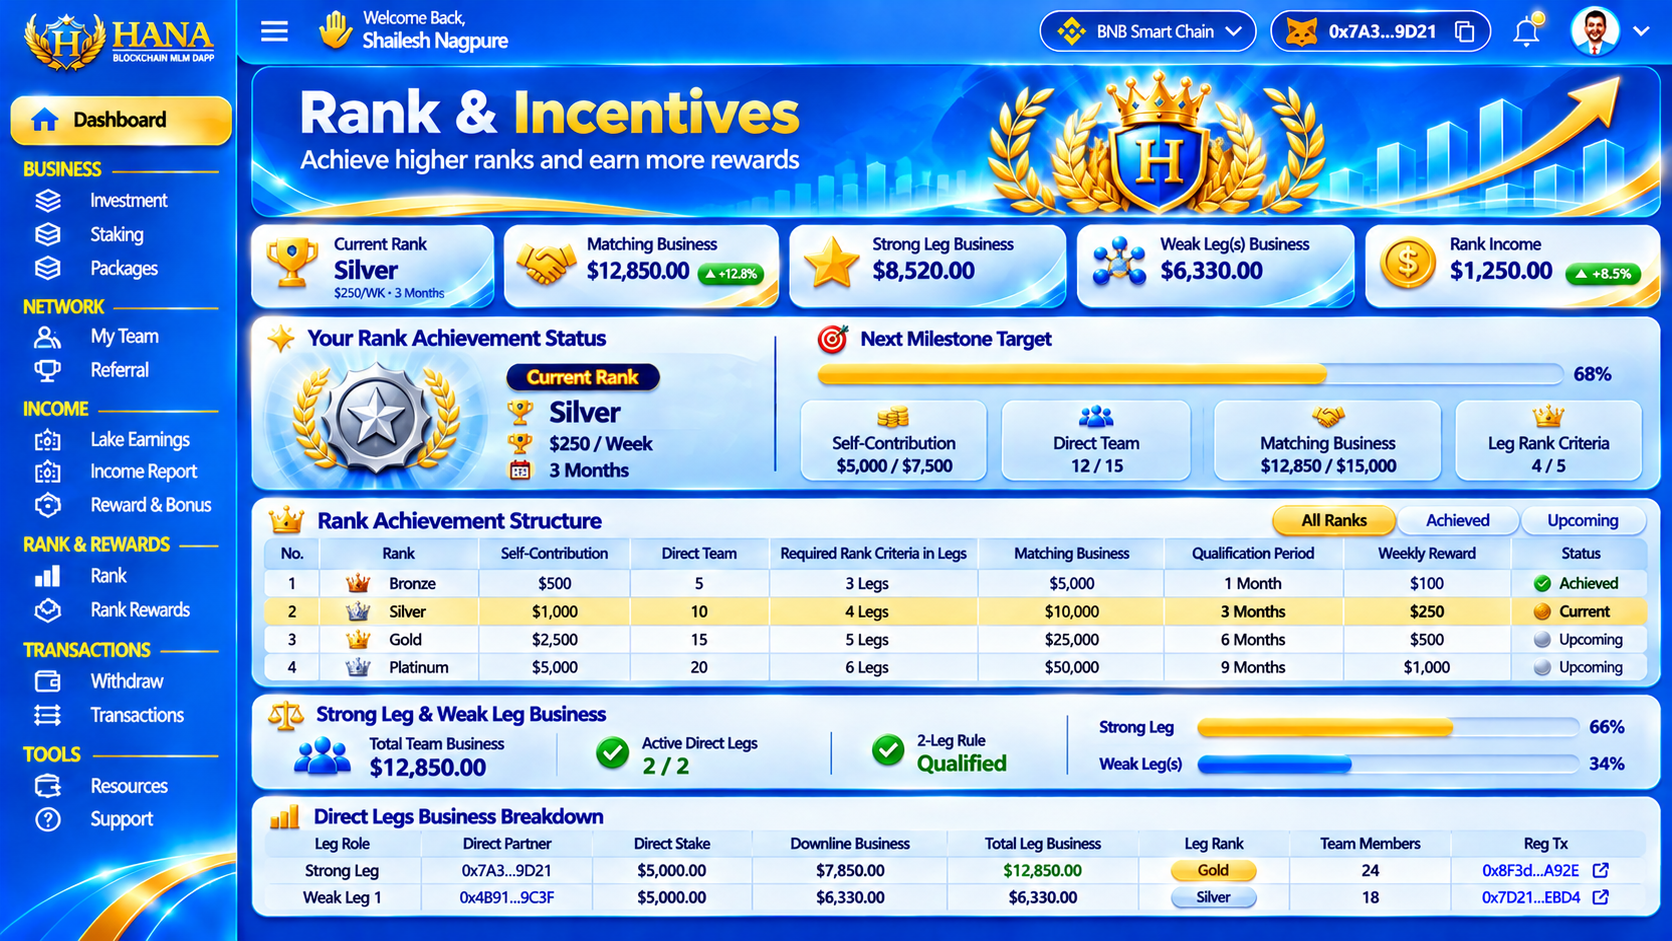 HANA
BLOCKCHAIN MLM DAPP
Welcome Back,
Shailesh Nagpure
BNB Smart Chain
0x7A3...9D21
Dashboard
BUSINESS
Investment
Staking
Packages
NETWORK
My Team
Referral
INCOME
Lake Earnings
Income Report
Reward & Bonus
RANK & REWARDS
Rank
Rank Rewards
TRANSACTIONS
Withdraw
Transactions
TOOLS
Resources
Support
Rank & Incentives
Achieve higher ranks and earn more rewards
H
H
Current Rank
Silver
$250/WK • 3 Months
Matching Business
$12,850.00 ▲ +12.8%
Strong Leg Business
$8,520.00
Weak Leg(s) Business
$6,330.00
Rank Income
$1,250.00 ▲ +8.5%
Your Rank Achievement Status
Current Rank
Silver
$250 / Week
3 Months
Next Milestone Target
68%
Self-Contribution
$5,000 / $7,500
Direct Team
12 / 15
Matching Business
$12,850 / $15,000
Leg Rank Criteria
4 / 5
Rank Achievement Structure
All Ranks Achieved Upcoming
No. Rank Self-Contribution Direct Team Required Rank Criteria in Legs Matching Business Qualification Period Weekly Reward Status
1 Bronze $500 5 3 Legs $5,000 1 Month $100 Achieved
2 Silver $1,000 10 4 Legs $10,000 3 Months $250 Current
3 Gold $2,500 15 5 Legs $25,000 6 Months $500 Upcoming
4 Platinum $5,000 20 6 Legs $50,000 9 Months $1,000 Upcoming
Strong Leg & Weak Leg Business
Total Team Business
$12,850.00
Active Direct Legs
2 / 2
2-Leg Rule
Qualified
Strong Leg 66%
Weak Leg(s) 34%
Direct Legs Business Breakdown
Leg Role Direct Partner Direct Stake Downline Business Total Leg Business Leg Rank Team Members Reg Tx
Strong Leg 0x7A3...9D21 $5,000.00 $7,850.00 $12,850.00 Gold 24 0x8F3d...A92E
Weak Leg 1 0x4B91...9C3F $5,000.00 $6,330.00 $6,330.00 Silver 18 0x7D21...EBD4